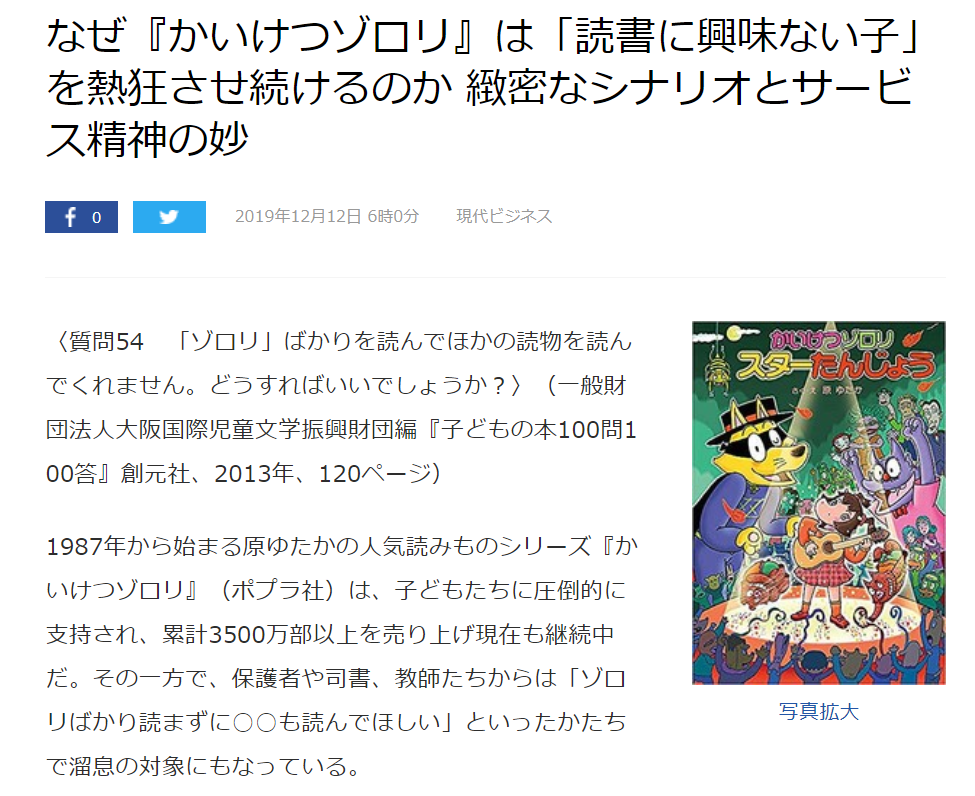 なぜ『かいけつゾロリ』は「読書に興味ない子」
を熱狂させ続けるのか 緻密なシナリオとサービ
ス精神の妙
0
2019年12月12日 6時0分
現代ビジネス
〈質問54　「ゾロリ」ばかりを読んでほかの読物を読ん
でくれません。どうすればいいでしょうか？〉（一般財
団法人大阪国際児童文学振興財団編『子どもの本100問1
00答』創元社、2013年、120ページ）
1987年から始まる原ゆたかの人気読みものシリーズ『か
いけつゾロリ』（ポプラ社）は、子どもたちに圧倒的に
支持され、累計3500万部以上を売り上げ現在も継続中
だ。その一方で、保護者や司書、教師たちからは「ゾロ
リばかり読まずに○○も読んでほしい」といったかたち
で溜息の対象にもなっている。
かいけつゾロリ
スターたんじょう
さく・え 原 ゆたか
写真拡大